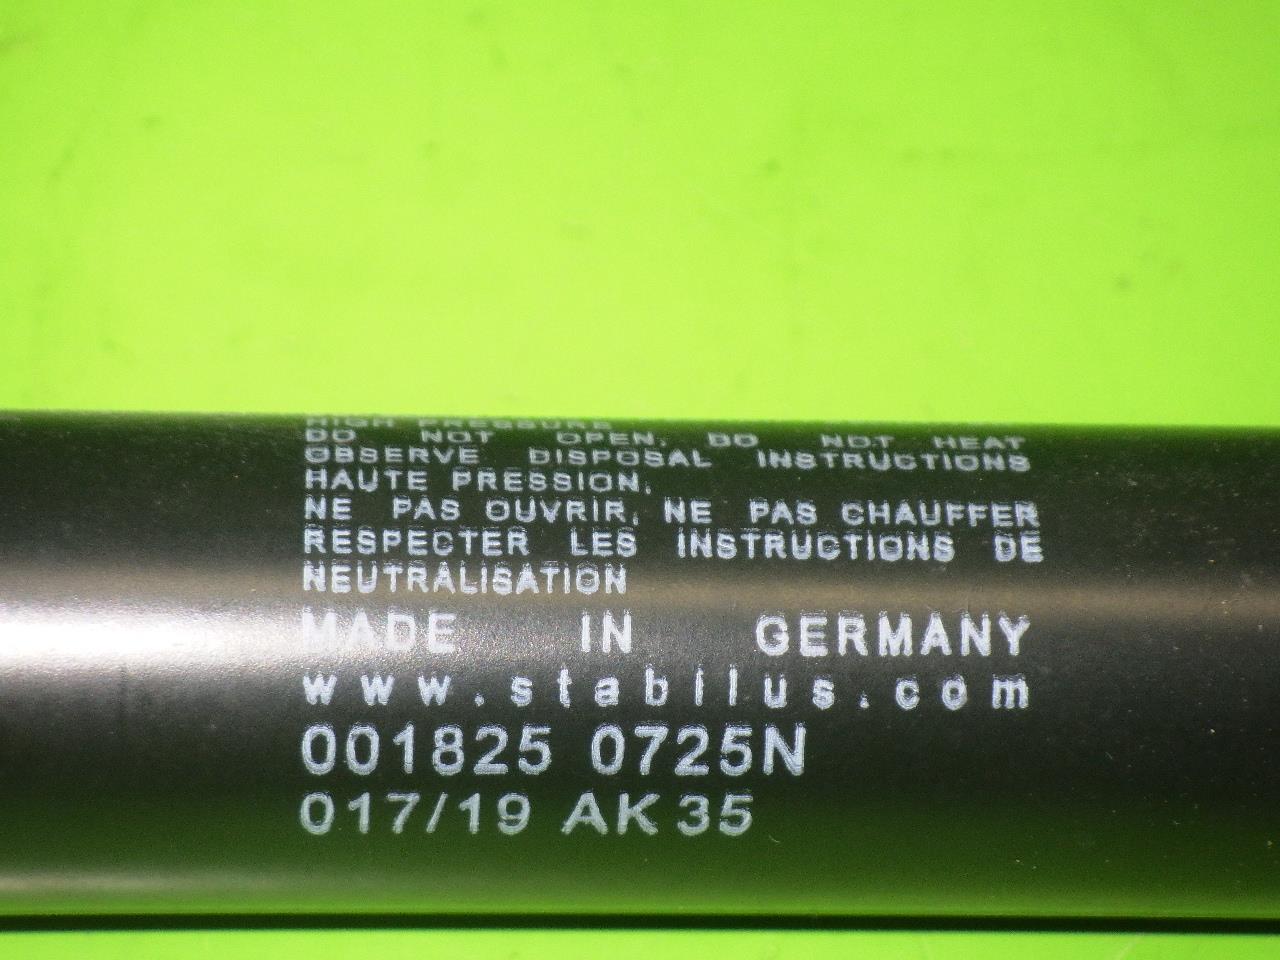 HIGH PRESSURE
DO NOT OPEN, DO NOT HEAT
OBSERVE DISPOSAL INSTRUCTIONS
HAUTE PRESSION,
NE PAS OUVRIR, NE PAS CHAUFFER
RESPECTER LES INSTRUCTIONS DE
NEUTRALISATION
MADE IN GERMANY
www.stabilus.com
001825 0725N
017/19 AK35